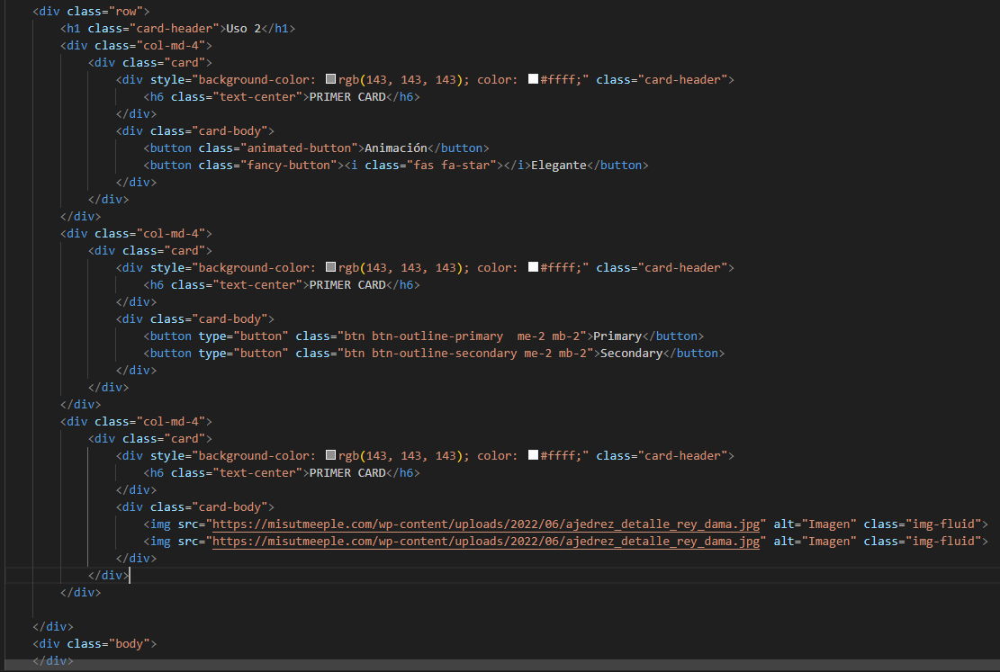 <div class="row">
<h1 class="card-header">Uso 2</h1>
<div class="col-md-4">
<div class="card">
<div style="background-color: rgb(143, 143, 143); color: #ffff;" class="card-header">
<h6 class="text-center">PRIMER CARD</h6>
</div>
<div class="card-body">
<button class="animated-button">Animación</button>
<button class="fancy-button"><i class="fas fa-star"></i>Elegante</button>
</div>
</div>
</div>
<div class="col-md-4">
<div class="card">
<div style="background-color: rgb(143, 143, 143); color: #ffff;" class="card-header">
<h6 class="text-center">PRIMER CARD</h6>
</div>
<div class="card-body">
<button type="button" class="btn btn-outline-primary  me-2 mb-2">Primary</button>
<button type="button" class="btn btn-outline-secondary me-2 mb-2">Secondary</button>
</div>
</div>
</div>
<div class="col-md-4">
<div class="card">
<div style="background-color: rgb(143, 143, 143); color: #ffff;" class="card-header">
<h6 class="text-center">PRIMER CARD</h6>
</div>
<div class="card-body">
<img src="https://misutmeeple.com/wp-content/uploads/2022/06/ajedrez_detalle_rey_dama.jpg" alt="Imagen" class="img-fluid">
<img src="https://misutmeeple.com/wp-content/uploads/2022/06/ajedrez_detalle_rey_dama.jpg" alt="Imagen" class="img-fluid">
</div>
</div>
</div>
</div>
<div class="body">
</div>